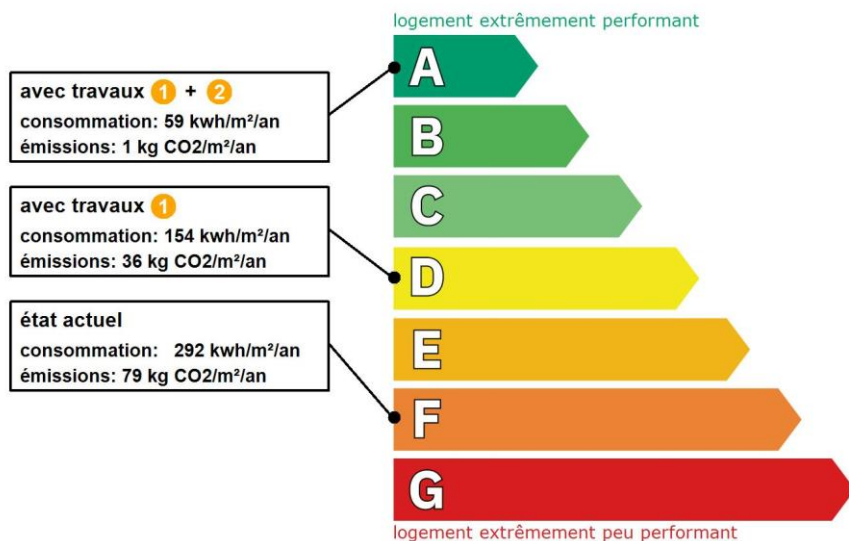 logement extrêmement performant
A
avec travaux 1 + 2
consommation: 59 kwh/m²/an
émissions: 1 kg CO2/m²/an
B
C
avec travaux 1
consommation: 154 kwh/m²/an
émissions: 36 kg CO2/m²/an
D
état actuel
consommation: 292 kwh/m²/an
émissions: 79 kg CO2/m²/an
E
F
G
logement extrêmement peu performant